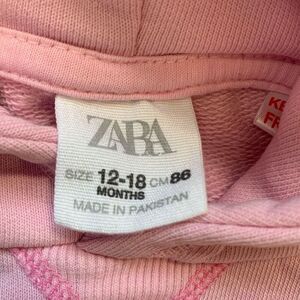 ZARA
SIZE 12-18 CM 86
MONTHS
MADE IN PAKISTAN